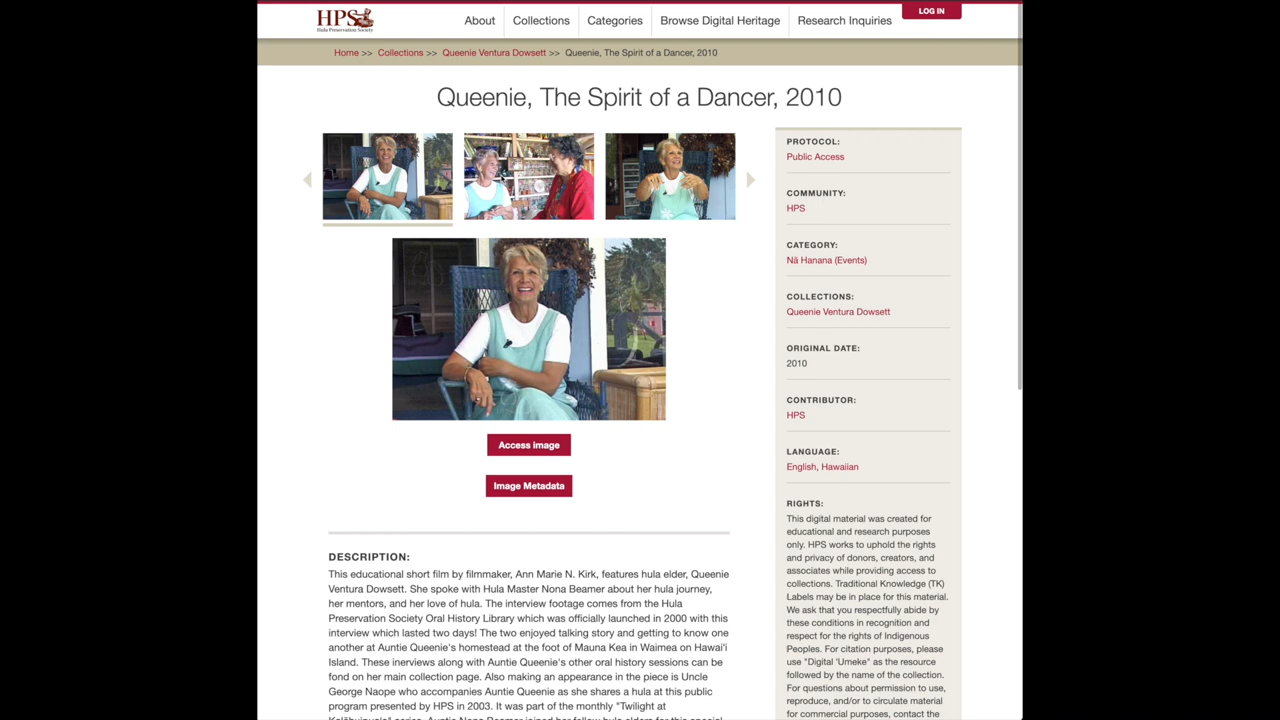 HPS
Hula Preservation Society
About
Collections
Categories
Browse Digital Heritage
Research Inquiries
LOG IN
Home >> Collections >> Queenie Ventura Dowsett >> Queenie, The Spirit of a Dancer, 2010
Queenie, The Spirit of a Dancer, 2010
Access image
Image Metadata
DESCRIPTION:
This educational short film by filmmaker, Ann Marie N. Kirk, features hula elder, Queenie
Ventura Dowsett. She spoke with Hula Master Nona Beamer about her hula journey,
her mentors, and her love of hula. The interview footage comes from the Hula
Preservation Society Oral History Library which was officially launched in 2000 with this
interview which lasted two days! The two enjoyed talking story and getting to know one
another at Auntie Queenie's homestead at the foot of Mauna Kea in Waimea on Hawai'i
Island. These inerviews along with Auntie Queenie's other oral history sessions can be
fond on her main collection page. Also making an appearance in the piece is Uncle
George Naope who accompanies Auntie Queenie as she shares a hula at this public
program presented by HPS in 2003. It was part of the monthly "Twilight at
PROTOCOL:
Public Access
COMMUNITY:
HPS
CATEGORY:
Nā Hanana (Events)
COLLECTIONS:
Queenie Ventura Dowsett
ORIGINAL DATE:
2010
CONTRIBUTOR:
HPS
LANGUAGE:
English, Hawaiian
RIGHTS:
This digital material was created for
educational and research purposes
only. HPS works to uphold the rights
and privacy of donors, creators, and
associates while providing access to
collections. Traditional Knowledge (TK)
Labels may be in place for this material.
We ask that you respectfully abide by
these conditions in recognition and
respect for the rights of Indigenous
Peoples. For citation purposes, please
use "Digital 'Umeke" as the resource
followed by the name of the collection.
For questions about permission to use,
reproduce, and/or to circulate material
for commercial purposes, contact the